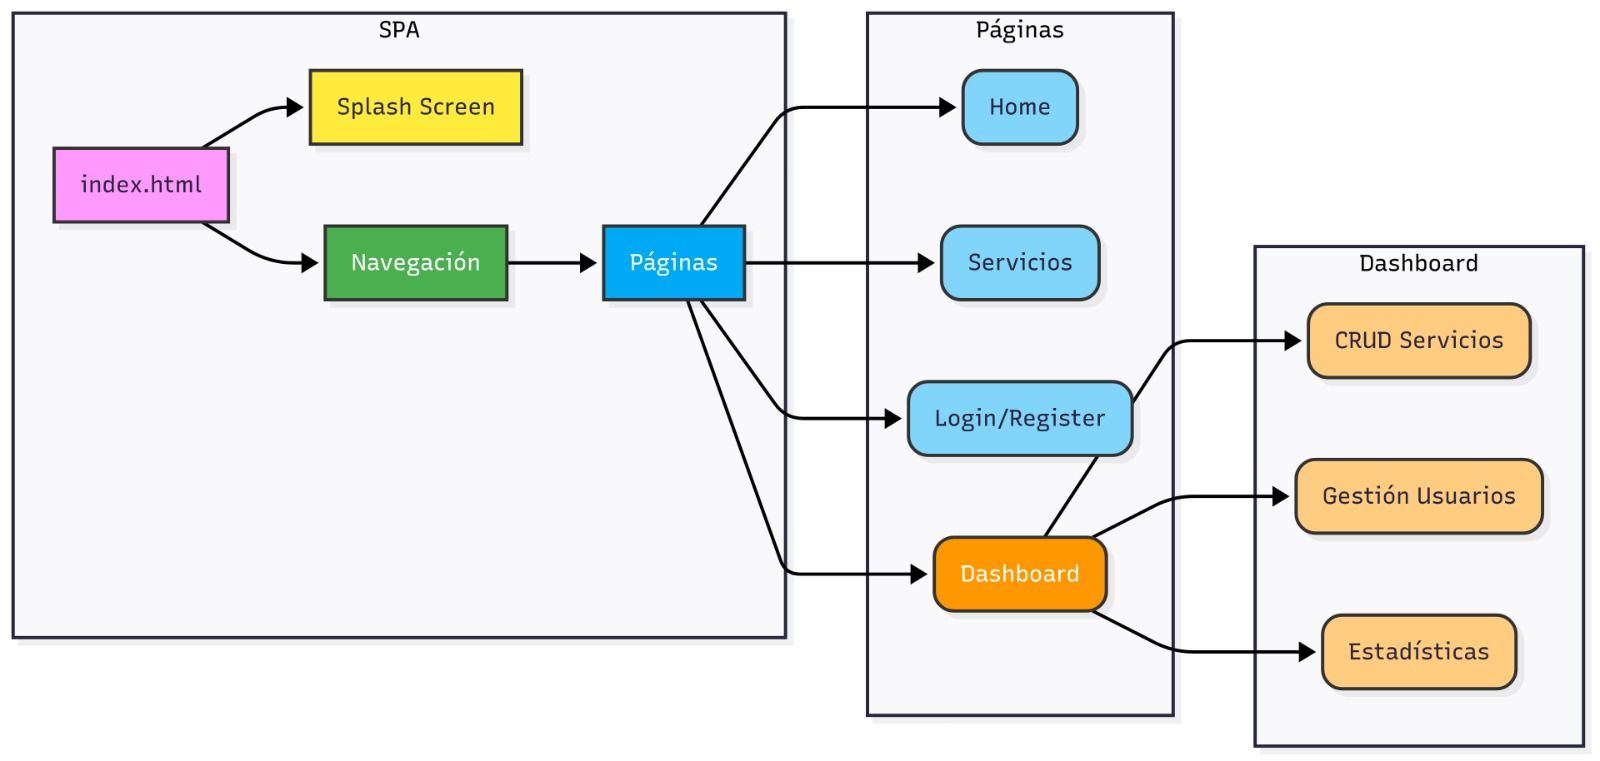 SPA
index.html
Splash Screen
Navegación
Páginas
Páginas
Home
Servicios
Login/Register
Dashboard
Dashboard
CRUD Servicios
Gestión Usuarios
Estadísticas